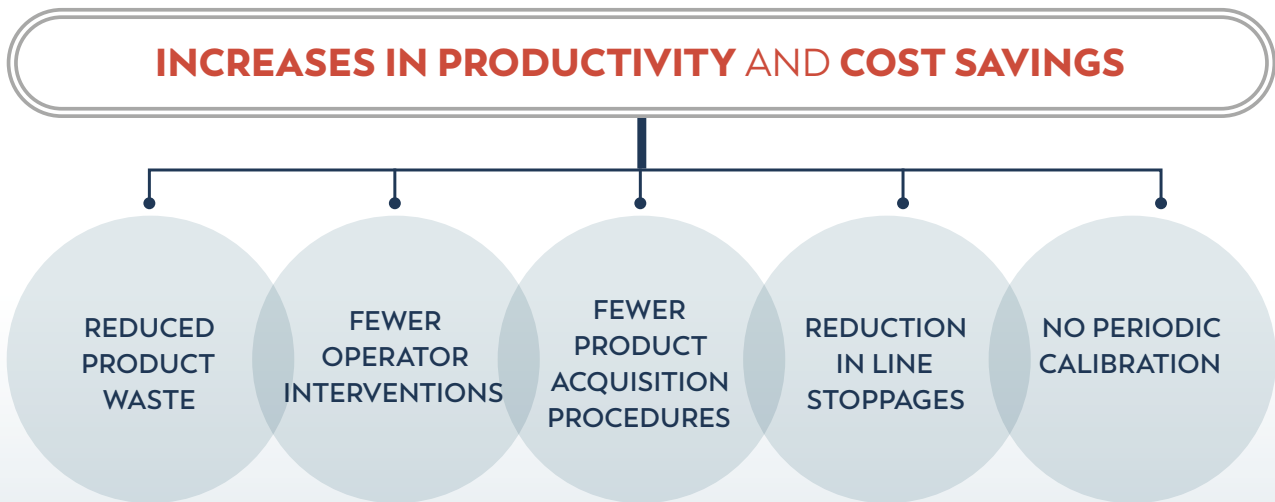 INCREASES IN PRODUCTIVITY AND COST SAVINGS
REDUCED
PRODUCT
WASTE
FEWER
OPERATOR
INTERVENTIONS
FEWER
PRODUCT
ACQUISITION
PROCEDURES
REDUCTION
IN LINE
STOPPAGES
NO PERIODIC
CALIBRATION